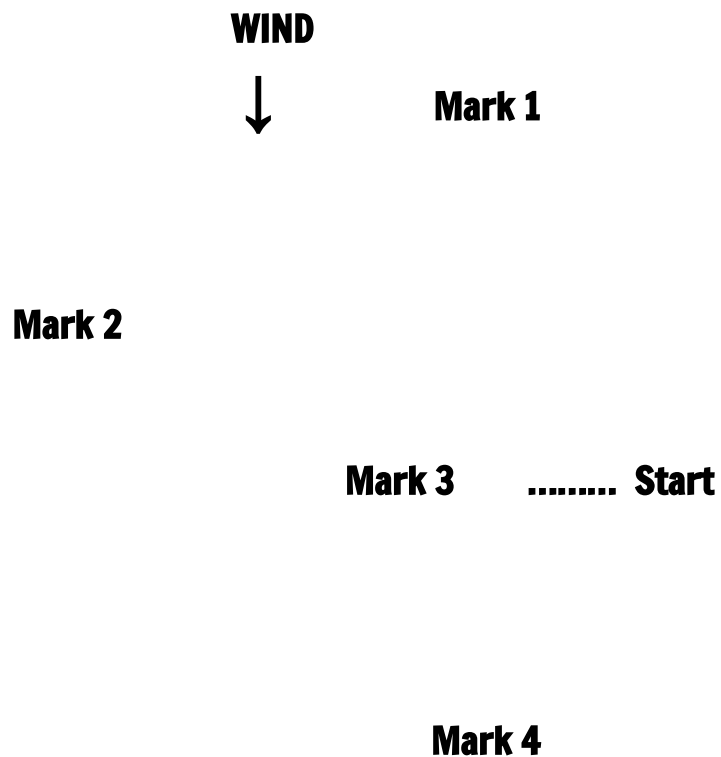 WIND
↓
Mark 1
Mark 2
Mark 3 ......... Start
Mark 4